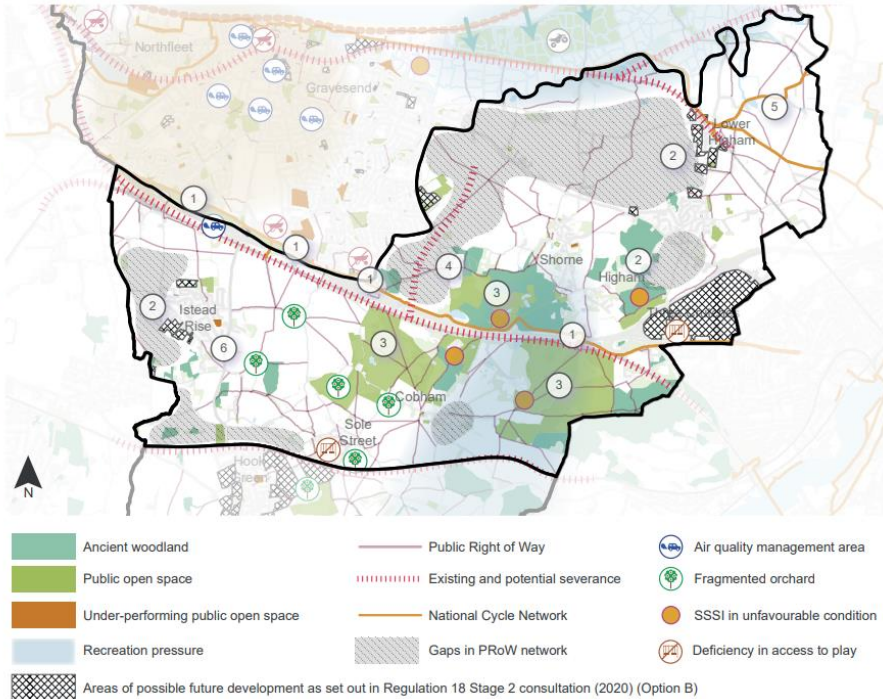 Northfleet
Gravesend
1
5
Lower
Higham
2
1
4
Shorne
2
Higham
1
3
2
Istead
Rise
1
3
6
3
Cobham
Sole
Street
Hook
Green
N
Ancient woodland
Public Right of Way
Air quality management area
Public open space
Existing and potential severance
Fragmented orchard
Under-performing public open space
National Cycle Network
SSSI in unfavourable condition
Recreation pressure
Gaps in PRoW network
Deficiency in access to play
Areas of possible future development as set out in Regulation 18 Stage 2 consultation (2020) (Option B)